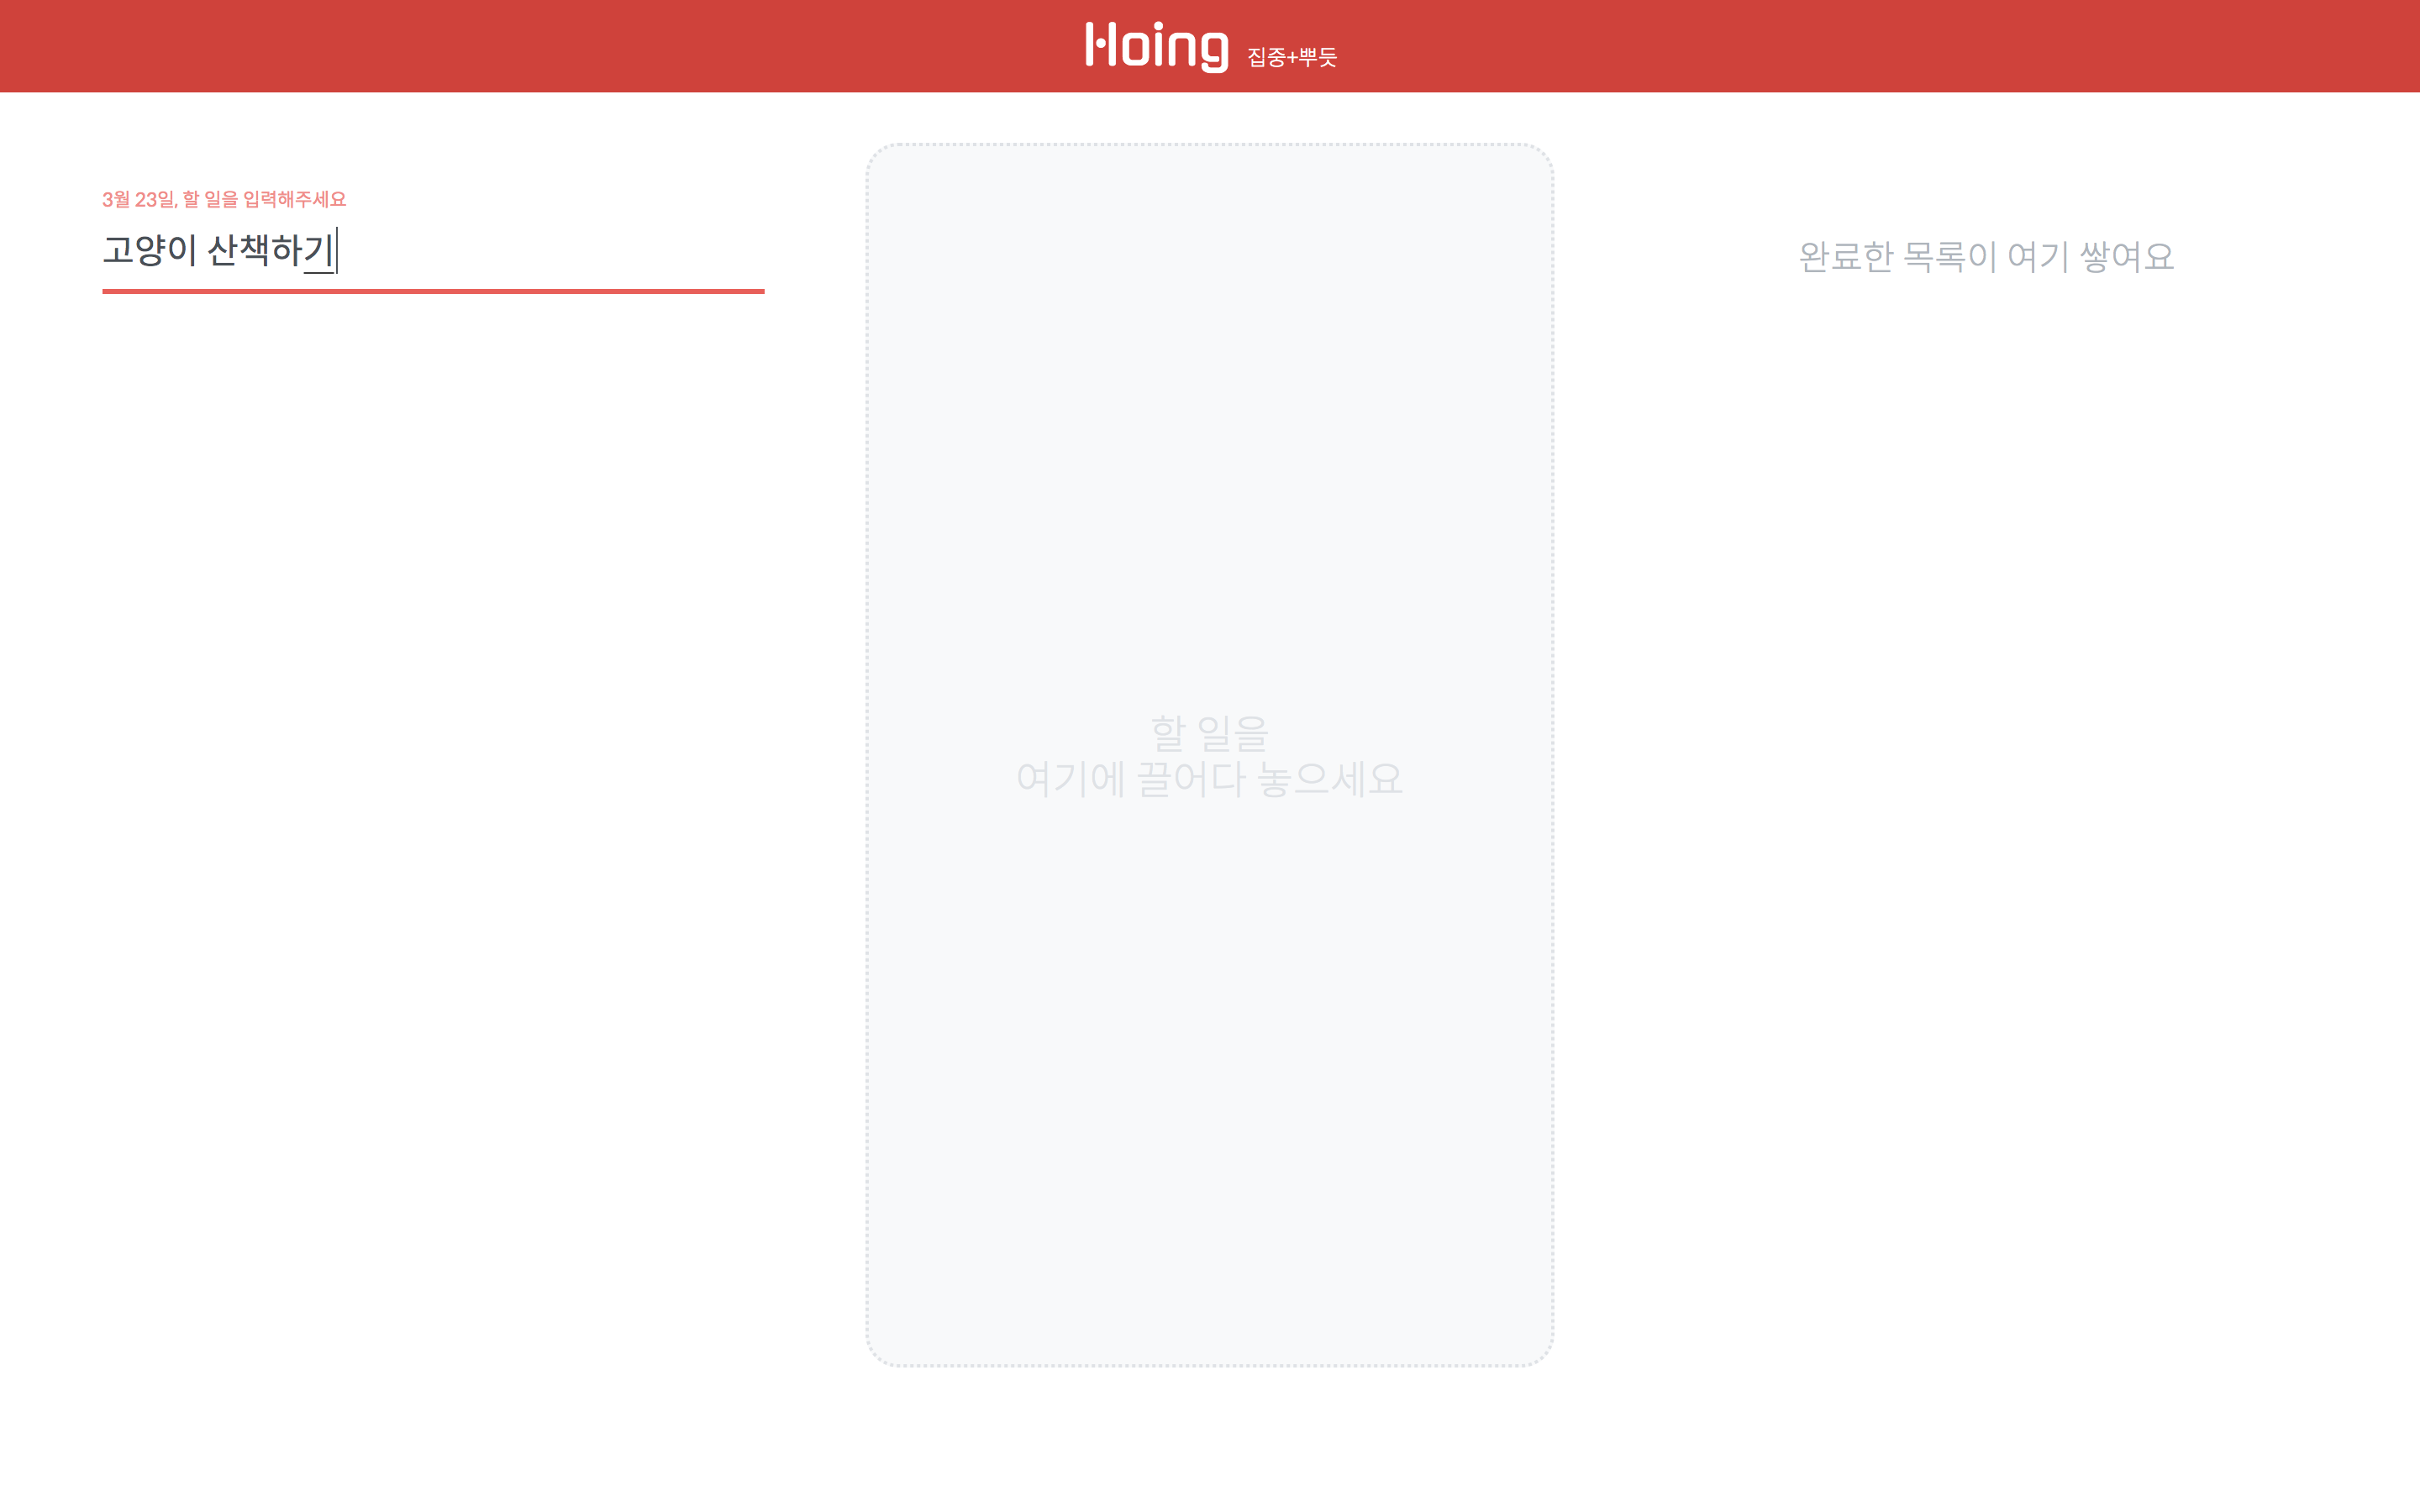 Hoing 집중+뿌듯
3월 23일, 할 일을 입력해주세요
고양이 산책하기
할 일을
여기에 끌어다 놓으세요
완료한 목록이 여기 쌓여요